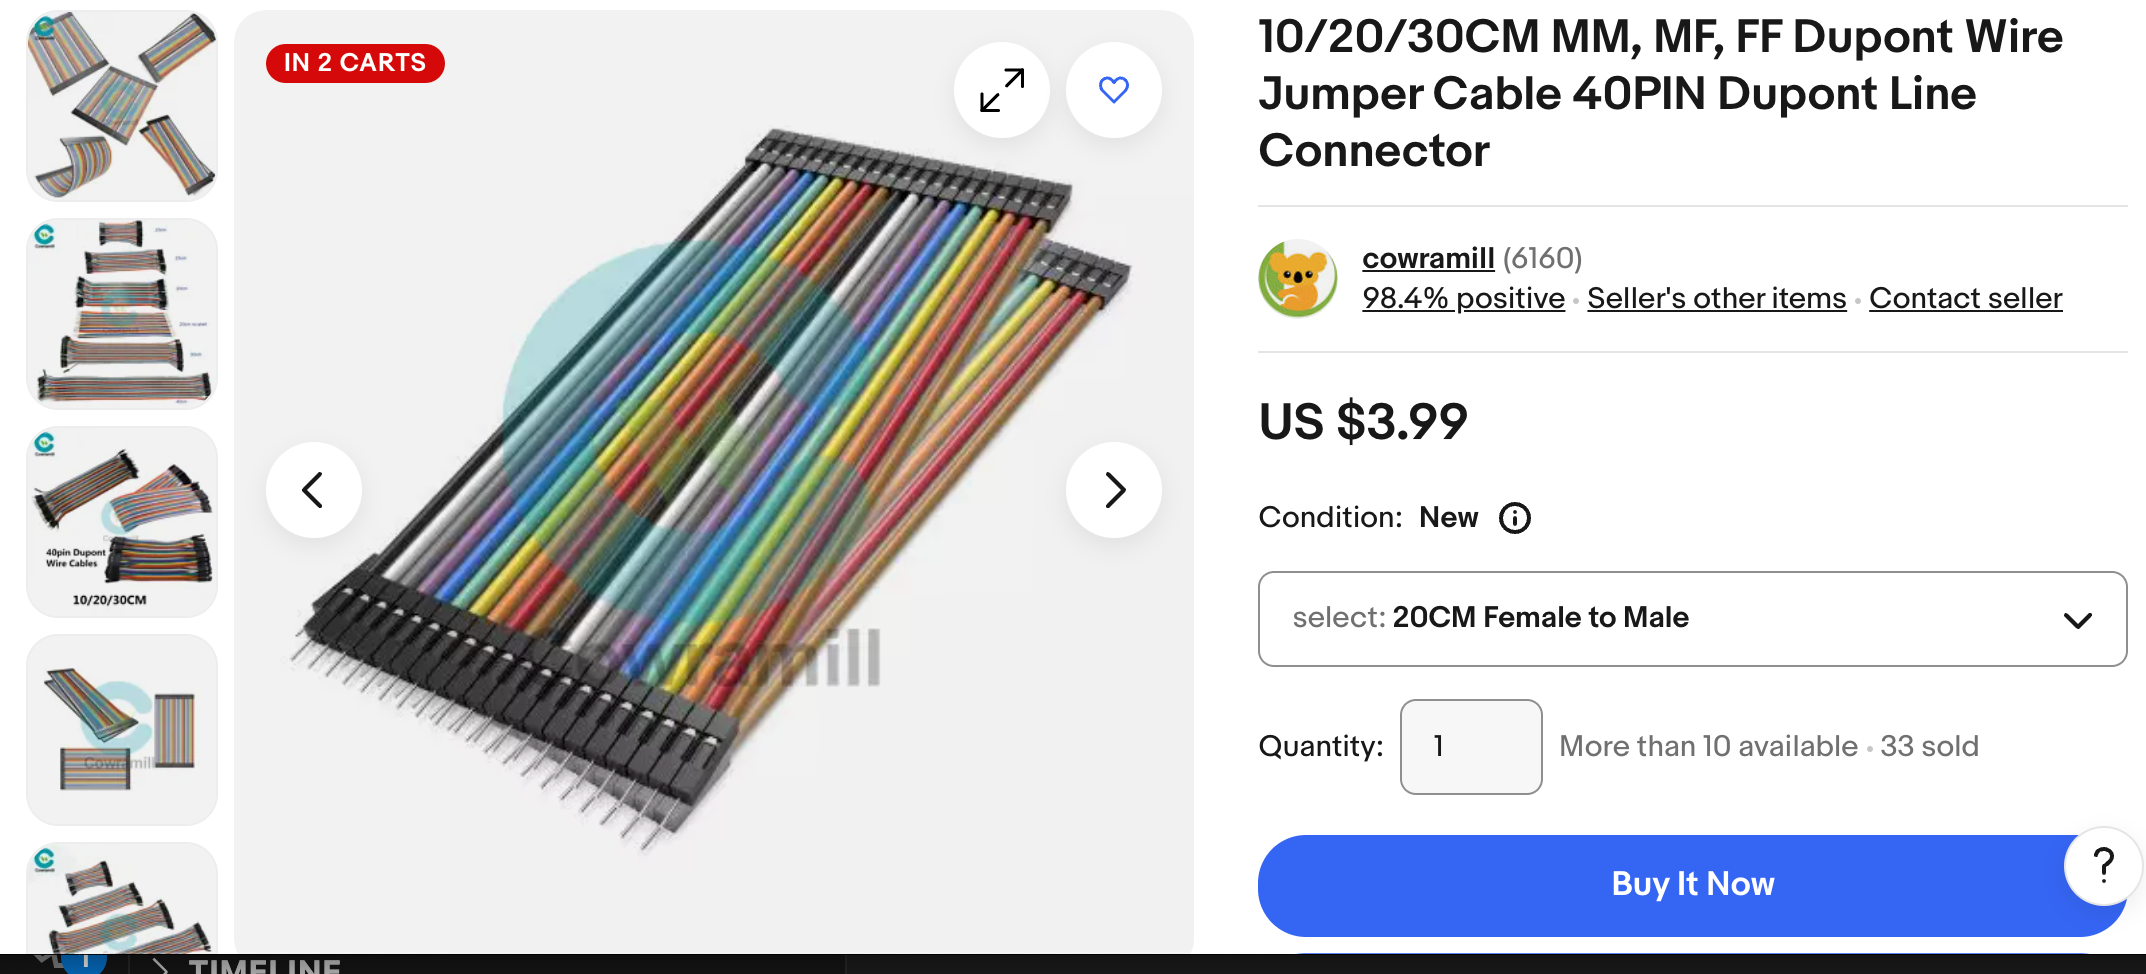 IN 2 CARTS
10/20/30CM MM, MF, FF Dupont Wire
Jumper Cable 40PIN Dupont Line
Connector
cowramill (6160)
98.4% positive • Seller's other items • Contact seller
US $3.99
Condition: New
select: 20CM Female to Male
Quantity: 1 More than 10 available • 33 sold
Buy It Now
?
40pin Dupont
Wire Cables
10/20/30CM
Cowramill
Cowramill
TIMELINE